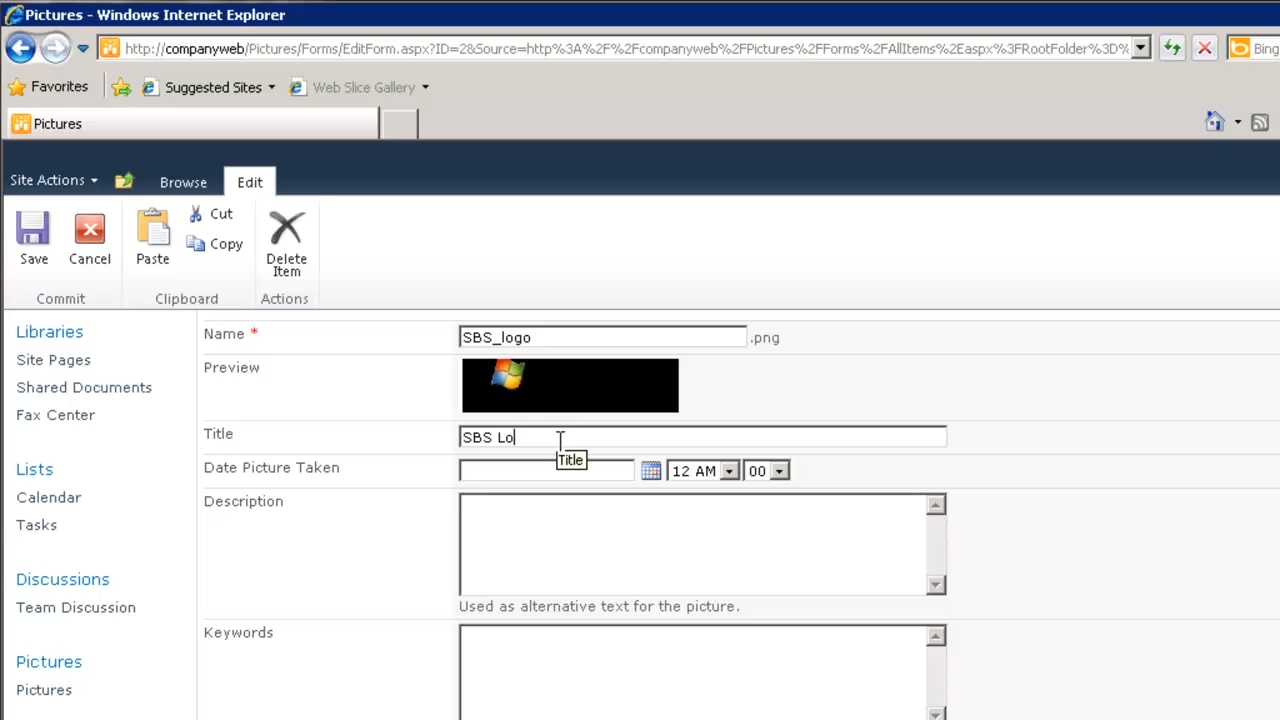 Pictures - Windows Internet Explorer
http://companyweb/Pictures/Forms/EditForm.aspx?ID=2&Source=http%3A%2F%2Fcompanyweb%2FPictures%2FForms%2FAllItems%2Easpx%3FRootFolder%3D%
Bing
Favorites
Suggested Sites
Web Slice Gallery
Pictures
Site Actions
Browse
Edit
Save
Cancel
Paste
Cut
Copy
Delete
Item
Commit
Clipboard
Actions
Libraries
Site Pages
Shared Documents
Fax Center
Lists
Calendar
Tasks
Discussions
Team Discussion
Pictures
Pictures
Name *
SBS_logo .png
Preview
Title
SBS Lo
Title
Date Picture Taken
12 AM 00
Description
Used as alternative text for the picture.
Keywords